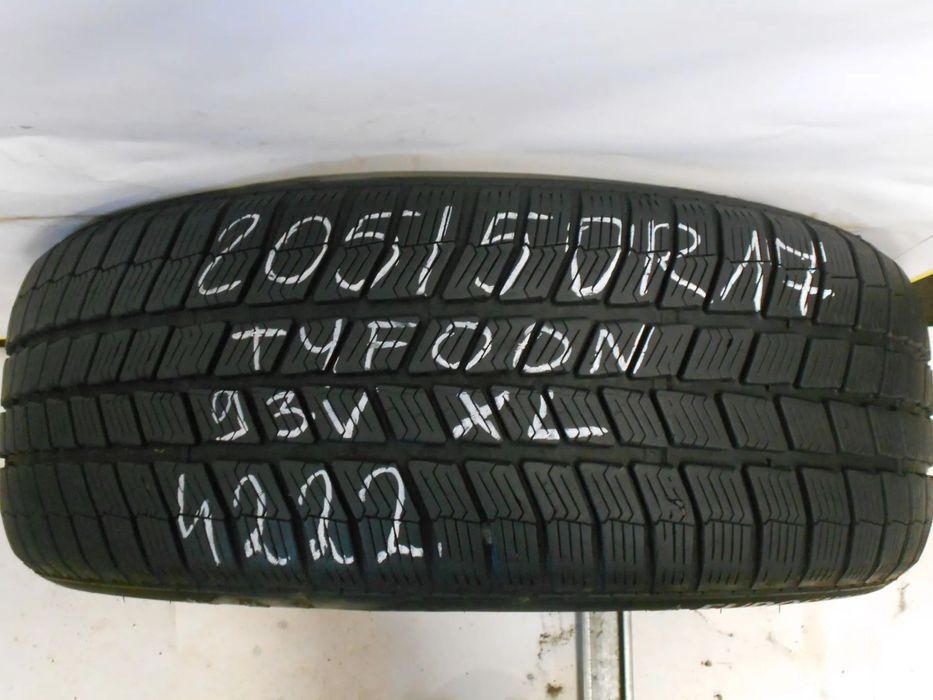 205/50R17
TYFOON
93V XL
4222.